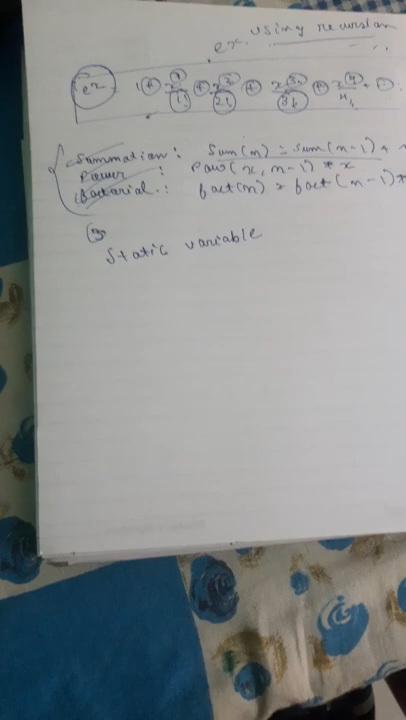 e^x using recursion
e^x 1 + x^1/1! + x^2/2! + x^3/3! + x^4/4! +
Summation : Sum(n) = Sum(n-1) +
Power : Pow(x, n-1) * x
factorial : fact(n) = fact(n-1) *
Static variable